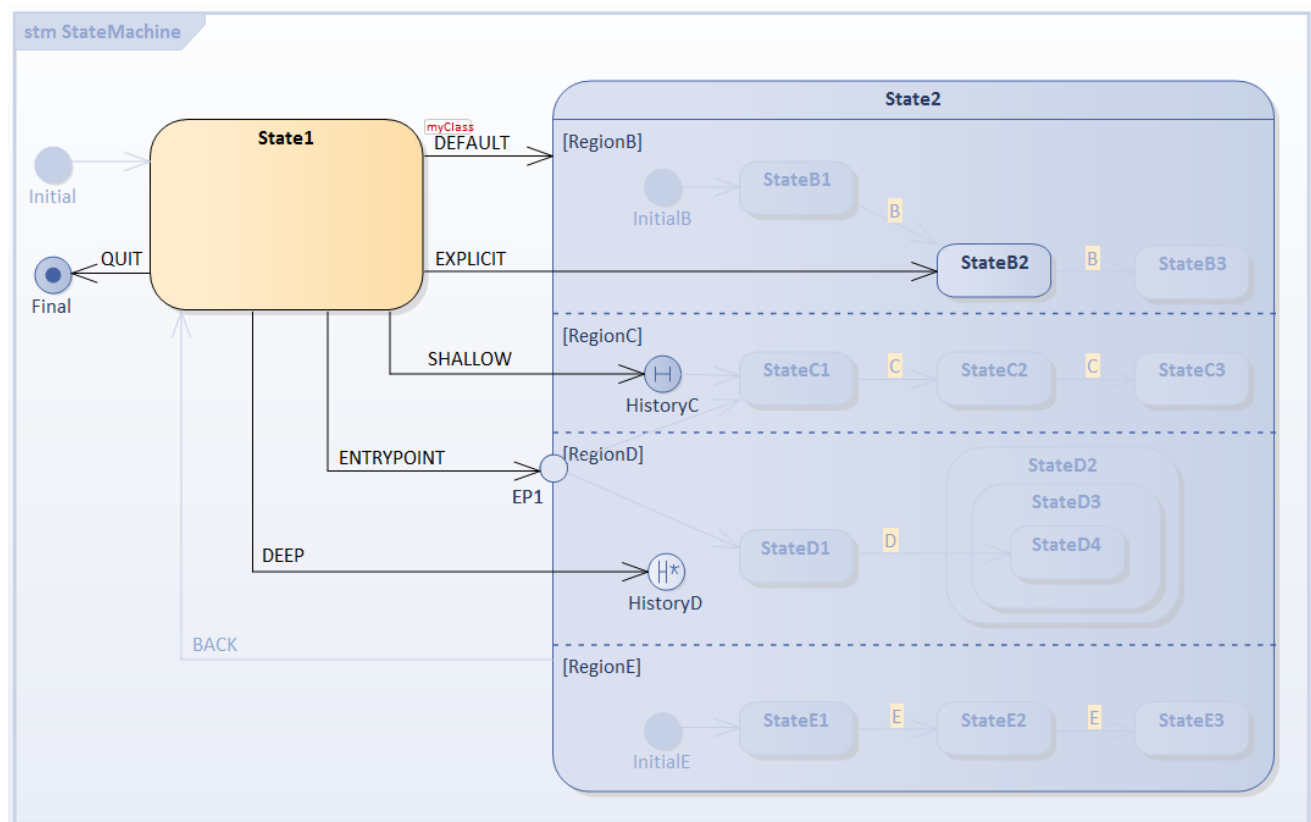 stm StateMachine
State1
Initial
QUIT
Final
myClass
DEFAULT
EXPLICIT
SHALLOW
ENTRYPOINT
EP1
DEEP
BACK
State2
[RegionB]
InitialB
StateB1
B
StateB2
B
StateB3
[RegionC]
H
HistoryC
StateC1
C
StateC2
C
StateC3
[RegionD]
StateD1
D
StateD2
StateD3
StateD4
H*
HistoryD
[RegionE]
InitialE
StateE1
E
StateE2
E
StateE3